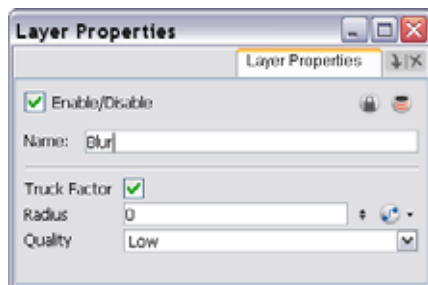 Layer Properties
Layer Properties
Enable/Disable
Name: Blur
Truck Factor
Radius 0
Quality Low